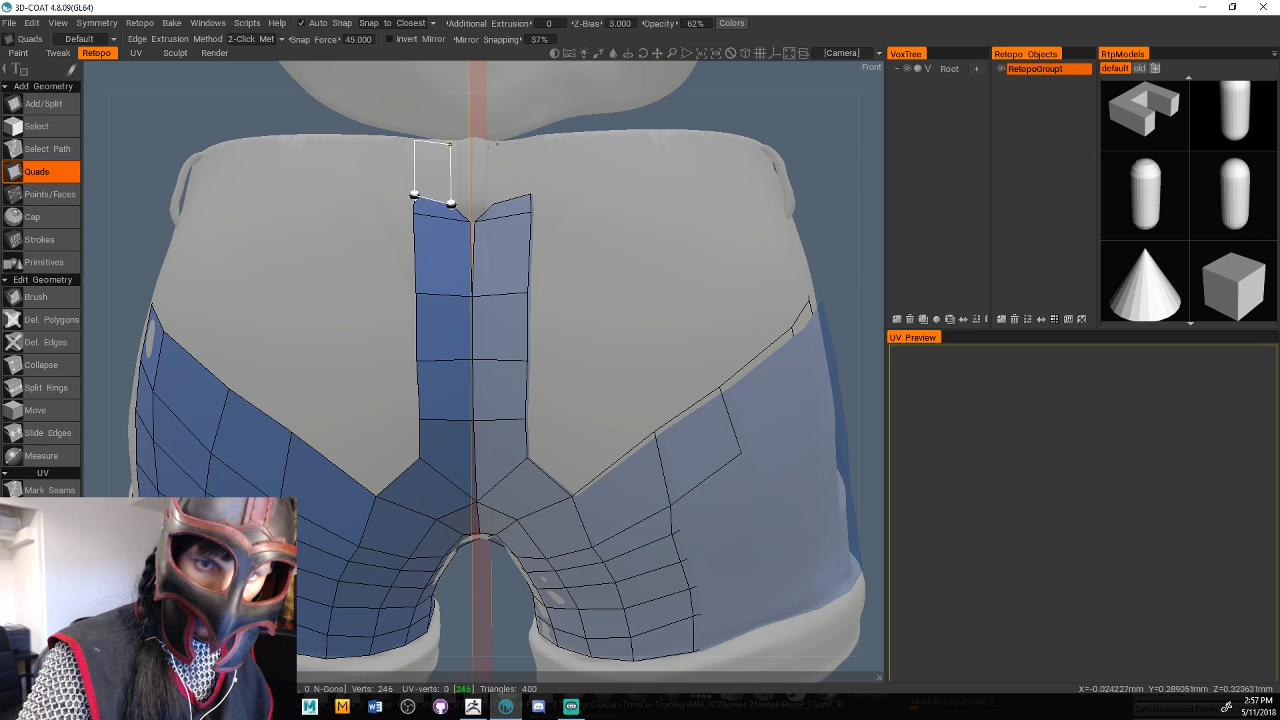 3D-COAT 4.8.09(GL64)
File Edit View Symmetry Retopo Bake Windows Scripts Help Auto Snap Snap to Closest Additional Extrusion 0 Z-Bias 3.000 Opacity 62% Colors
Quads Default Edge Extrusion Method 2-Click Met Snap Force 45.000 Invert Mirror Mirror Snapping 37%
Paint Tweak Retopo UV Sculpt Render [Camera] VoxTree Retopo Objects RtpModels
Front
V Root + RetopoGroup1 default old
Add Geometry
Add/Split
Select
Select Path
Quads
Points/Faces
Cap
Strokes
Primitives
Edit Geometry
Brush
Del. Polygons
Del. Edges
Collapse
Split Rings
Move
Slide Edges
Measure
UV
Mark Seams
UV Preview
0 N-Gons] Verts: 246 UV-verts: 0 [246] Triangles: 400
X=-0.024227mm Y=0.289051mm Z=0.323631mm
2:57 PM
5/11/2018